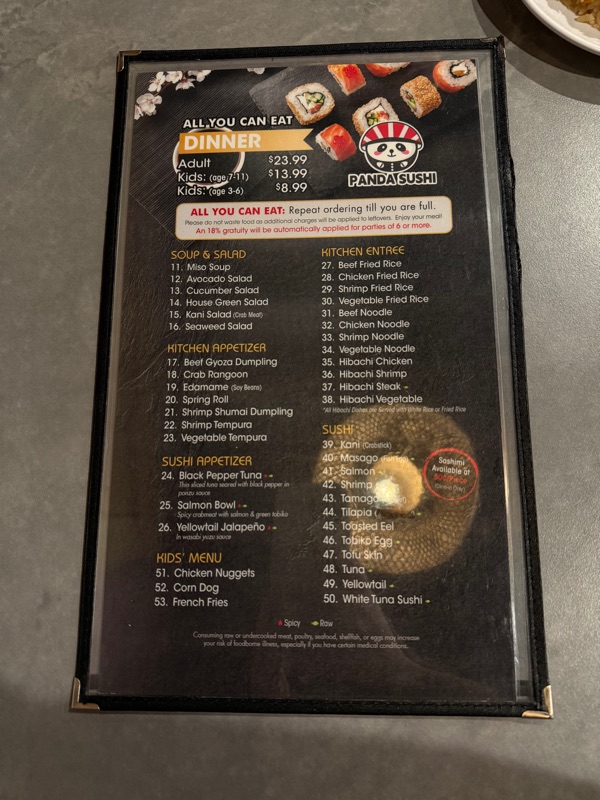 ALL YOU CAN EAT
DINNER
Adult $23.99
Kids: (age 7-11) $13.99
Kids: (age 3-6) $8.99
PANDA SUSHI
ALL YOU CAN EAT: Repeat ordering till you are full.
Please do not waste food as additional charges will be applied to leftovers. Enjoy your meal!
An 18% gratuity will be automatically applied for parties of 6 or more.
SOUP & SALAD
11. Miso Soup
12. Avocado Salad
13. Cucumber Salad
14. House Green Salad
15. Kani Salad (Crab Meat)
16. Seaweed Salad
KITCHEN APPETIZER
17. Beef Gyoza Dumpling
18. Crab Rangoon
19. Edamame (Soy Beans)
20. Spring Roll
21. Shrimp Shumai Dumpling
22. Shrimp Tempura
23. Vegetable Tempura
SUSHI APPETIZER
24. Black Pepper Tuna
Thin sliced tuna seared with black pepper in
ponzu sauce
25. Salmon Bowl
Spicy crabmeat with salmon & green tobiko
26. Yellowtail Jalapeño
In wasabi yuzu sauce
KIDS' MENU
51. Chicken Nuggets
52. Corn Dog
53. French Fries
KITCHEN ENTREE
27. Beef Fried Rice
28. Chicken Fried Rice
29. Shrimp Fried Rice
30. Vegetable Fried Rice
31. Beef Noodle
32. Chicken Noodle
33. Shrimp Noodle
34. Vegetable Noodle
35. Hibachi Chicken
36. Hibachi Shrimp
37. Hibachi Steak
38. Hibachi Vegetable
*All Hibachi Dishes are Served with White Rice or Fried Rice
SUSHI
39. Kani (Crabstick)
40. Masago
41. Salmon
42. Shrimp
43. Tamago
44. Tilapia
45. Toasted Eel
46. Tobiko Egg
47. Tofu Skin
48. Tuna
49. Yellowtail
50. White Tuna Sushi
Sashimi
Available at
Spicy Raw
Consuming raw or undercooked meat, poultry, seafood, shellfish, or eggs may increase
your risk of foodborne illness, especially if you have certain medical conditions.